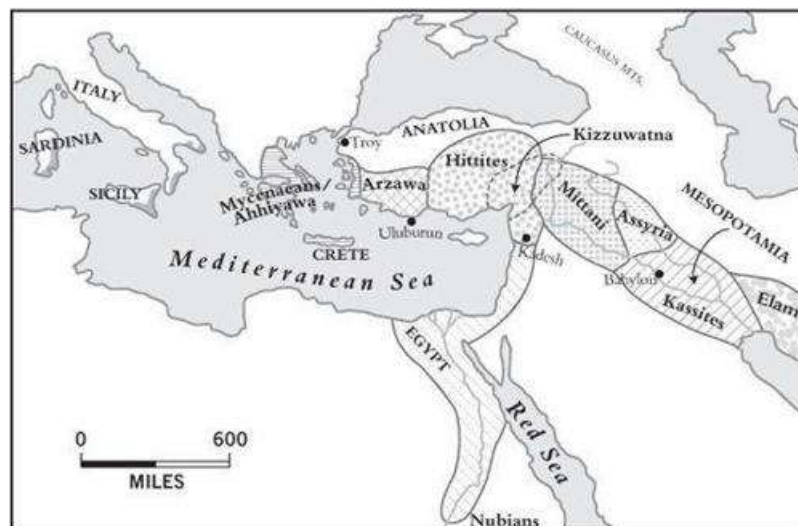 CAUCASUS MTS.
ITALY
SARDINIA
SICILY
Troy
ANATOLIA
Kizzuwatna
Hittites
Mycenaeans/
Ahhiyawa
Arzawa
Mittani
Assyria
MESOPOTAMIA
Uluburun
CRETE
Kadesh
Mediterranean Sea
Babylon
Kassites
Elam
EGYPT
Red Sea
0 600
MILES
Nubians